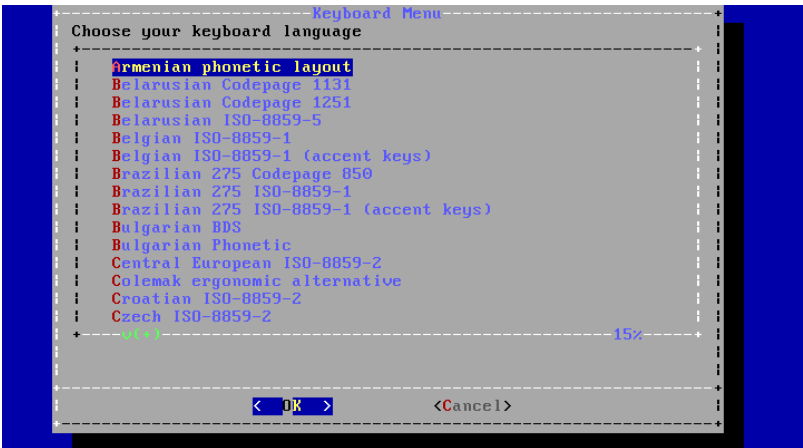 Keyboard Menu
Choose your keyboard language
Armenian phonetic layout
Belarusian Codepage 1131
Belarusian Codepage 1251
Belarusian ISO-8859-5
Belgian ISO-8859-1
Belgian ISO-8859-1 (accent keys)
Brazilian 275 Codepage 850
Brazilian 275 ISO-8859-1
Brazilian 275 ISO-8859-1 (accent keys)
Bulgarian BDS
Bulgarian Phonetic
Central European ISO-8859-2
Colemak ergonomic alternative
Croatian ISO-8859-2
Czech ISO-8859-2
v(+) 15%
< OK > <Cancel>